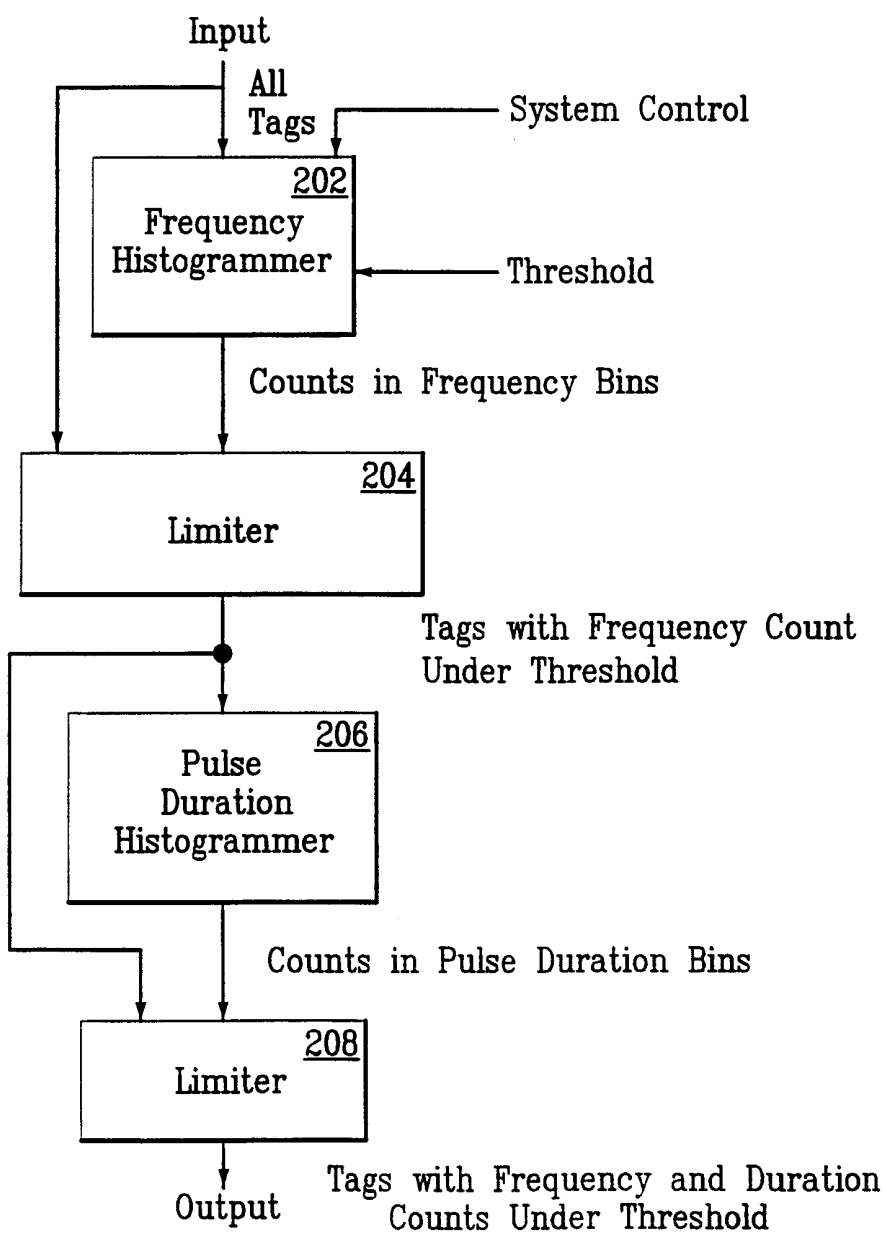 Input
All
Tags
System Control
202
Frequency
Histogrammer
Threshold
Counts in Frequency Bins
204
Limiter
Tags with Frequency Count
Under Threshold
206
Pulse
Duration
Histogrammer
Counts in Pulse Duration Bins
208
Limiter
Output
Tags with Frequency and Duration
Counts Under Threshold